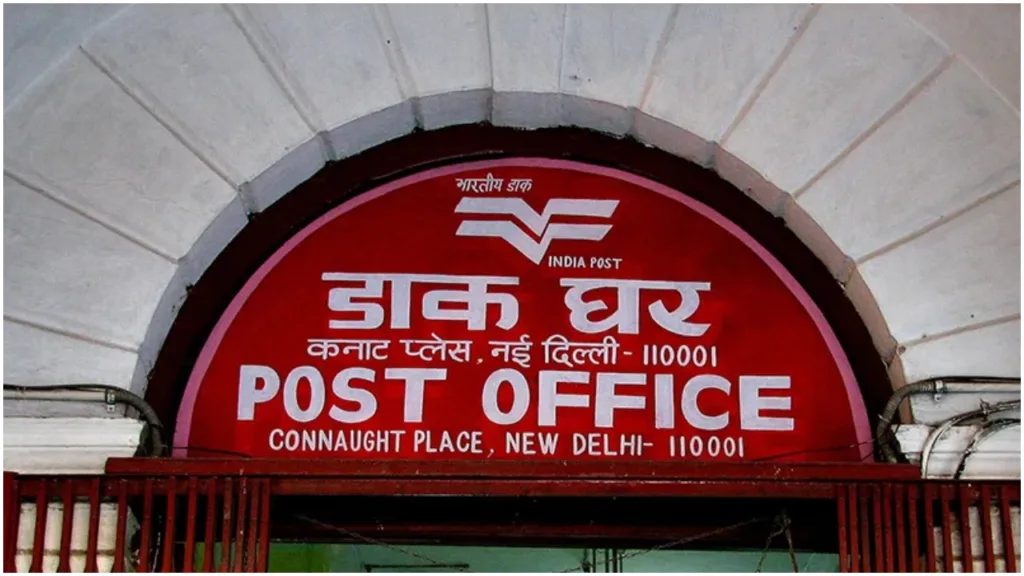 भारतीय डाक
INDIA POST
डाक घर
कनाट प्लेस, नई दिल्ली - 110001
POST OFFICE
CONNAUGHT PLACE, NEW DELHI- 110001